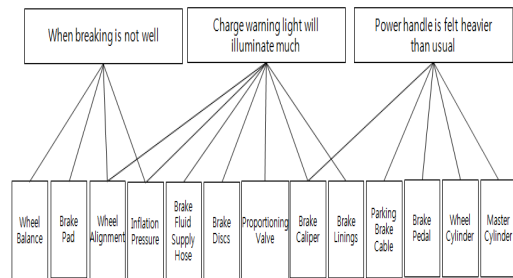 When breaking is not well
Charge warning light will
illuminate much
Power handle is felt heavier
than usual
Wheel
Balance
Brake
Pad
Wheel
Alignment
Inflation
Pressure
Brake
Fluid
Supply
Hose
Brake
Discs
Proportioning
Valve
Brake
Caliper
Brake
Linings
Parking
Brake
Cable
Brake
Pedal
Wheel
Cylinder
Master
Cylinder